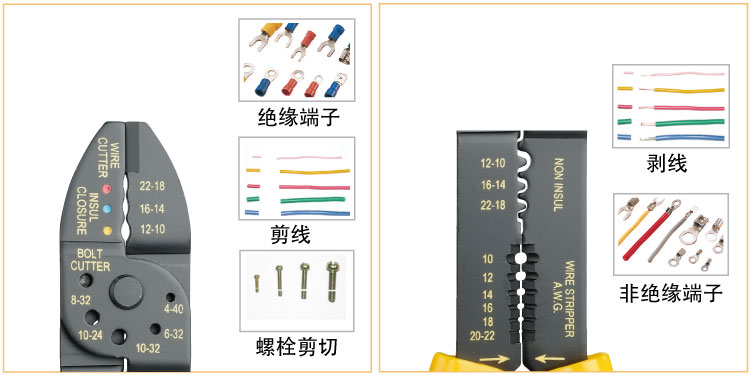 绝缘端子
剪线
螺栓剪切
WIRE
CUTTER
INSUL
CLOSURE
22-18
16-14
12-10
BOLT
CUTTER
8-32
10-24
10-32
6-32
4-40
剥线
非绝缘端子
12-10
16-14
22-18
NON INSUL
10
12
14
16
18
20-22
WIRE STRIPPER
A.W.G.